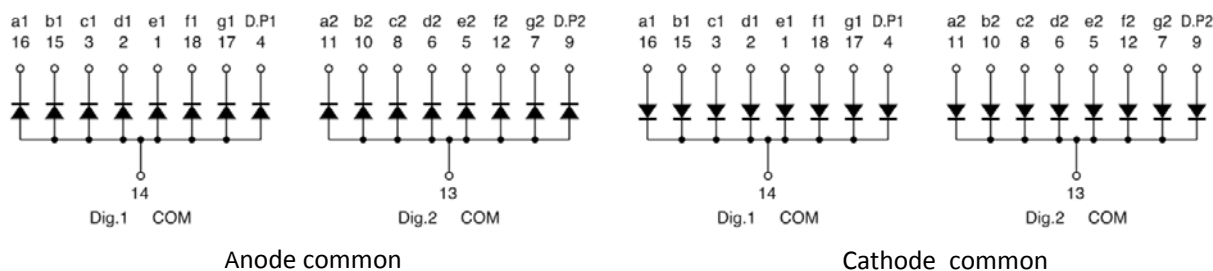 a1 b1 c1 d1 e1 f1 g1 D.P1 a2 b2 c2 d2 e2 f2 g2 D.P2 a1 b1 c1 d1 e1 f1 g1 D.P1 a2 b2 c2 d2 e2 f2 g2 D.P2
16 15 3 2 1 18 17 4 11 10 8 6 5 12 7 9 16 15 3 2 1 18 17 4 11 10 8 6 5 12 7 9
14 13 14 13
Dig.1 COM Dig.2 COM Dig.1 COM Dig.2 COM
Anode common Cathode common